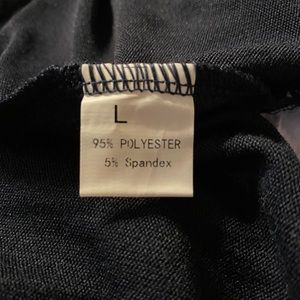 L
95% POLYESTER
5% Spandex